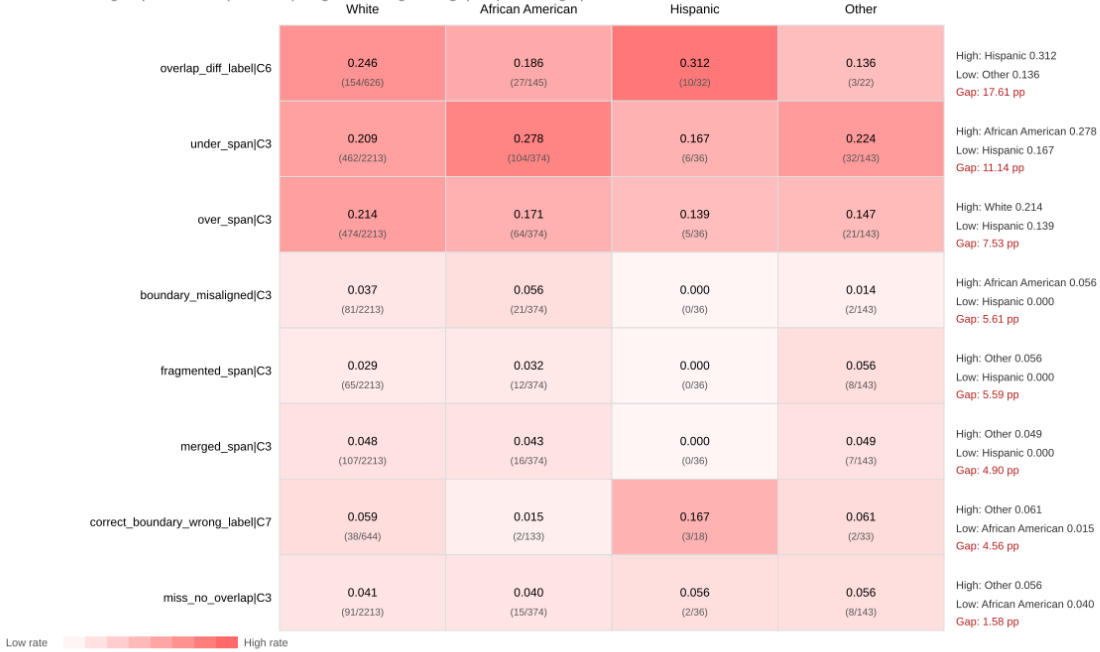 White African American Hispanic Other
overlap_diff_label|C6 0.246 0.186 0.312 0.136
(154/626) (27/145) (10/32) (3/22)
High: Hispanic 0.312
Low: Other 0.136
Gap: 17.61 pp
under_span|C3 0.209 0.278 0.167 0.224
(462/2213) (104/374) (6/36) (32/143)
High: African American 0.278
Low: Hispanic 0.167
Gap: 11.14 pp
over_span|C3 0.214 0.171 0.139 0.147
(474/2213) (64/374) (5/36) (21/143)
High: White 0.214
Low: Hispanic 0.139
Gap: 7.53 pp
boundary_misaligned|C3 0.037 0.056 0.000 0.014
(81/2213) (21/374) (0/36) (2/143)
High: African American 0.056
Low: Hispanic 0.000
Gap: 5.61 pp
fragmented_span|C3 0.029 0.032 0.000 0.056
(65/2213) (12/374) (0/36) (8/143)
High: Other 0.056
Low: Hispanic 0.000
Gap: 5.59 pp
merged_span|C3 0.048 0.043 0.000 0.049
(107/2213) (16/374) (0/36) (7/143)
High: Other 0.049
Low: Hispanic 0.000
Gap: 4.90 pp
correct_boundary_wrong_label|C7 0.059 0.015 0.167 0.061
(38/644) (2/133) (3/18) (2/33)
High: Other 0.061
Low: African American 0.015
Gap: 4.56 pp
miss_no_overlap|C3 0.041 0.040 0.056 0.056
(91/2213) (15/374) (2/36) (8/143)
High: Other 0.056
Low: African American 0.040
Gap: 1.58 pp
Low rate High rate